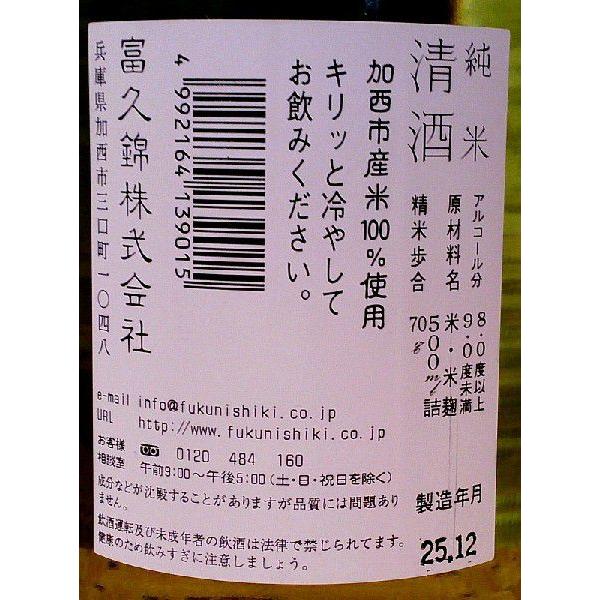 純米
清酒
アルコール分 8.0度以上
9.0度未満
原材料名 米・米麹
500ml詰
精米歩合 70%
製造年月
25.12
加西市産米100%使用
キリッと冷やして
お飲みください。
4992164139015
富久錦株式会社
兵庫県加西市三口町一〇四八
e-mail info@fukunishiki.co.jp
URL http://www.fukunishiki.co.jp
お客様
相談室 0120 484 160
午前9:00～午後5:00(土・日・祝日を除く)
成分などが沈殿することがありますが品質には問題あり
ません。
飲酒運転及び未成年者の飲酒は法律で禁じられてます。
健康のため飲みすぎに注意しましょう。